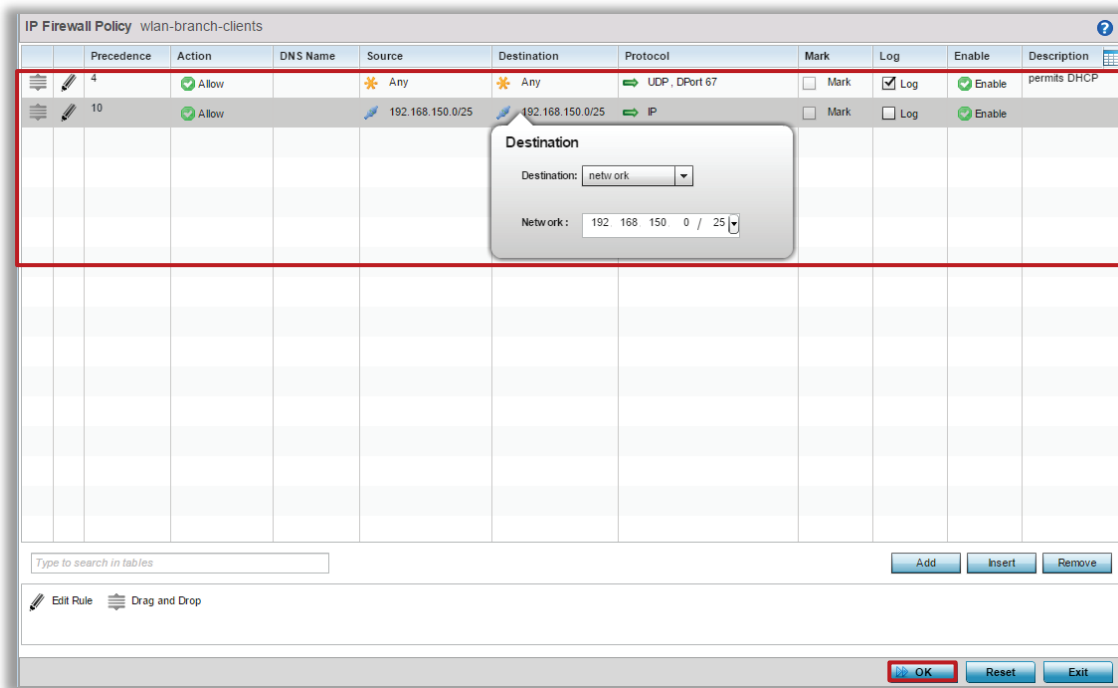 IP Firewall Policy wlan-branch-clients ?
Precedence Action DNS Name Source Destination Protocol Mark Log Enable Description
4 Allow Any Any UDP, DPort 67 Mark Log Enable permits DHCP
10 Allow 192.168.150.0/25 192.168.150.0/25 IP Mark Log Enable
Destination
Destination: network
Network: 192. 168. 150. 0 / 25
Type to search in tables
Add Insert Remove
Edit Rule Drag and Drop
OK Reset Exit